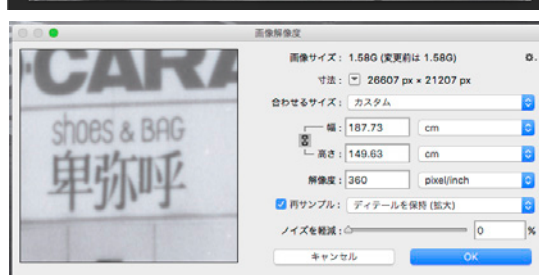 画像解像度
CARA
shoes & BAG
卑弥呼
画像サイズ： 1.58G (変更前は 1.58G)
寸法： 26607 px × 21207 px
合わせるサイズ： カスタム
幅： 187.73 cm
高さ： 149.63 cm
解像度： 360 pixel/inch
再サンプル： ディテールを保持 (拡大)
ノイズを軽減： 0 %
キャンセル OK